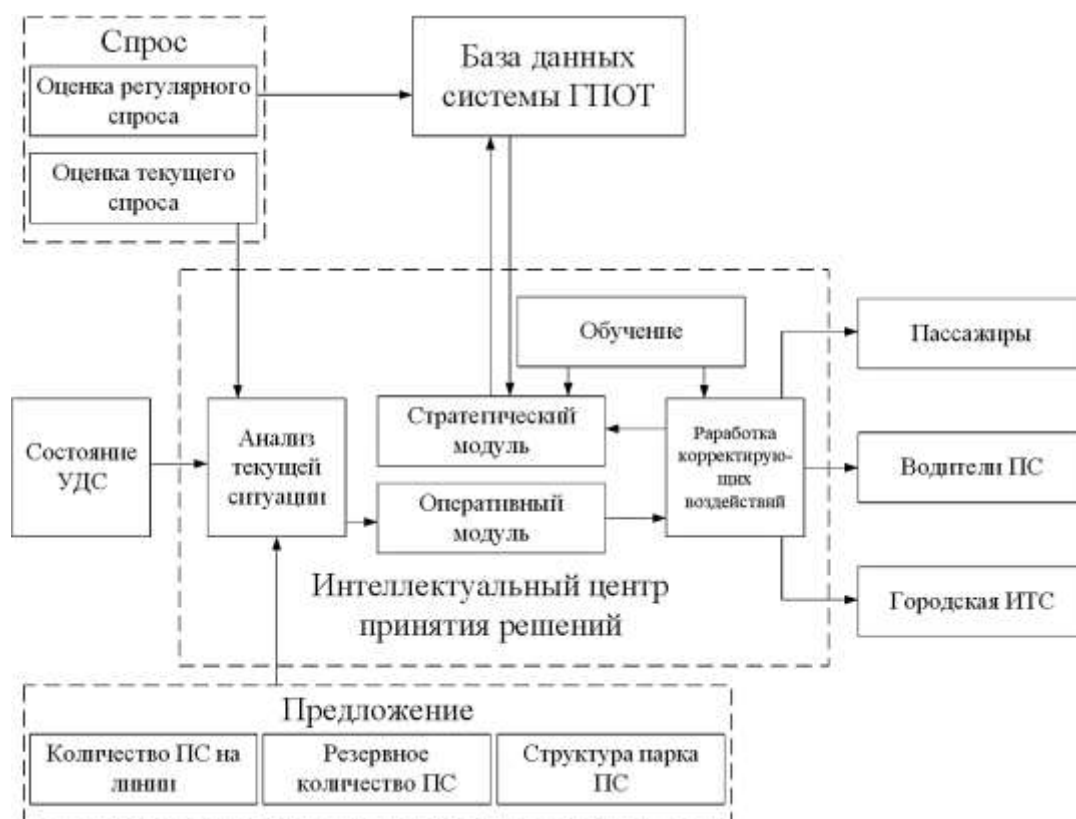 Спрос
Оценка регулярного
спроса
Оценка текущего
спроса
База данных
системы ГПОТ
Обучение
Состояние
УДС
Анализ
текущей
ситуации
Стратегический
модуль
Оперативный
модуль
Раработка
корректирую-
щих
воздействий
Пассажиры
Водители ПС
Городская ИТС
Интеллектуальный центр
принятия решений
Предложение
Количество ПС на
линии
Резервное
количество ПС
Структура парка
ПС